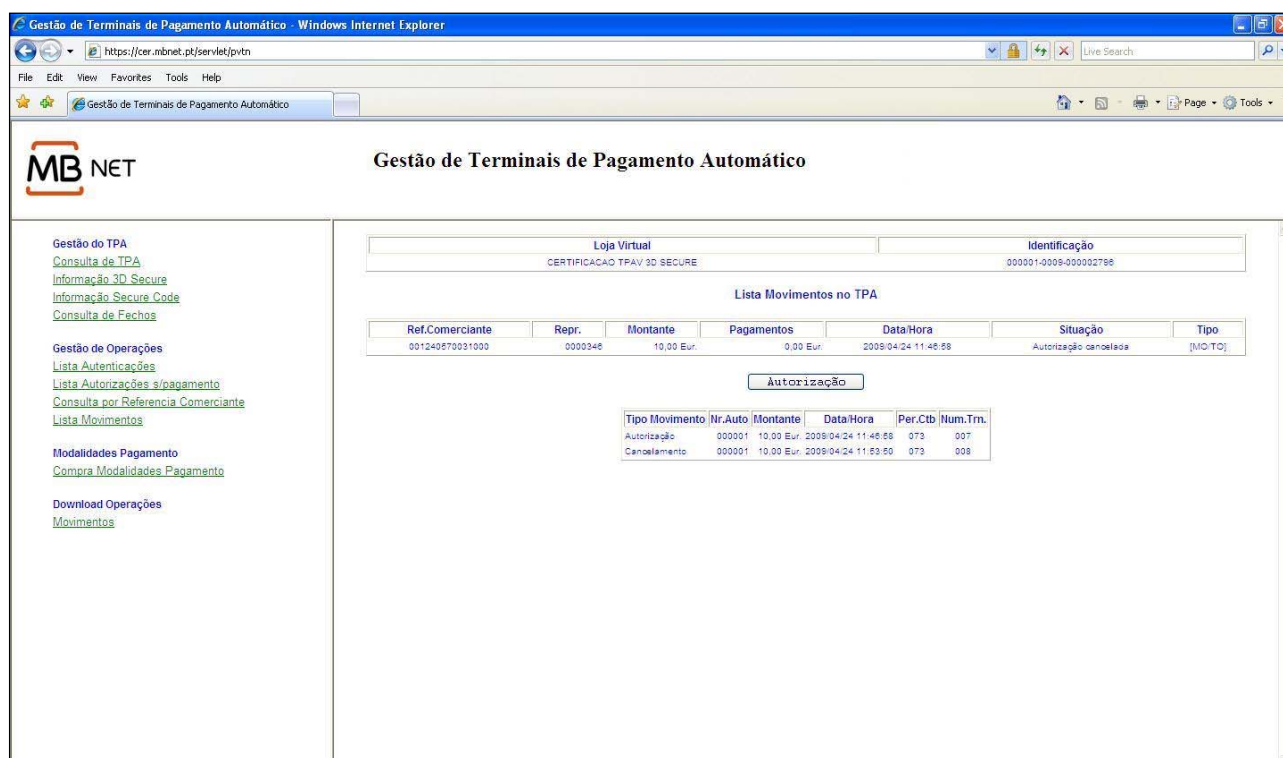 Gestão de Terminais de Pagamento Automático - Windows Internet Explorer
https://cer.mbnet.pt/servlet/pvtn
Live Search
File Edit View Favorites Tools Help
Gestão de Terminais de Pagamento Automático
Page Tools
MB NET
Gestão de Terminais de Pagamento Automático
Gestão do TPA
Consulta de TPA
Informação 3D Secure
Informação Secure Code
Consulta de Fechos
Gestão de Operações
Lista Autenticações
Lista Autorizações s/pagamento
Consulta por Referencia Comerciante
Lista Movimentos
Modalidades Pagamento
Compra Modalidades Pagamento
Download Operações
Movimentos
Loja Virtual Identificação
CERTIFICACAO TPAV 3D SECURE 000001-0009-000002796
Lista Movimentos no TPA
Ref.Comerciante Repr. Montante Pagamentos Data/Hora Situação Tipo
001240570031000 0000346 10,00 Eur. 0,00 Eur. 2009/04/24 11:46:58 Autorização cancelada [MO/TO]
Autorização
Tipo Movimento Nr.Auto Montante Data/Hora Per.Ctb Num.Trn.
Autorização 000001 10,00 Eur. 2009/04/24 11:46:58 073 007
Cancelamento 000001 10,00 Eur. 2009/04/24 11:53:50 073 008